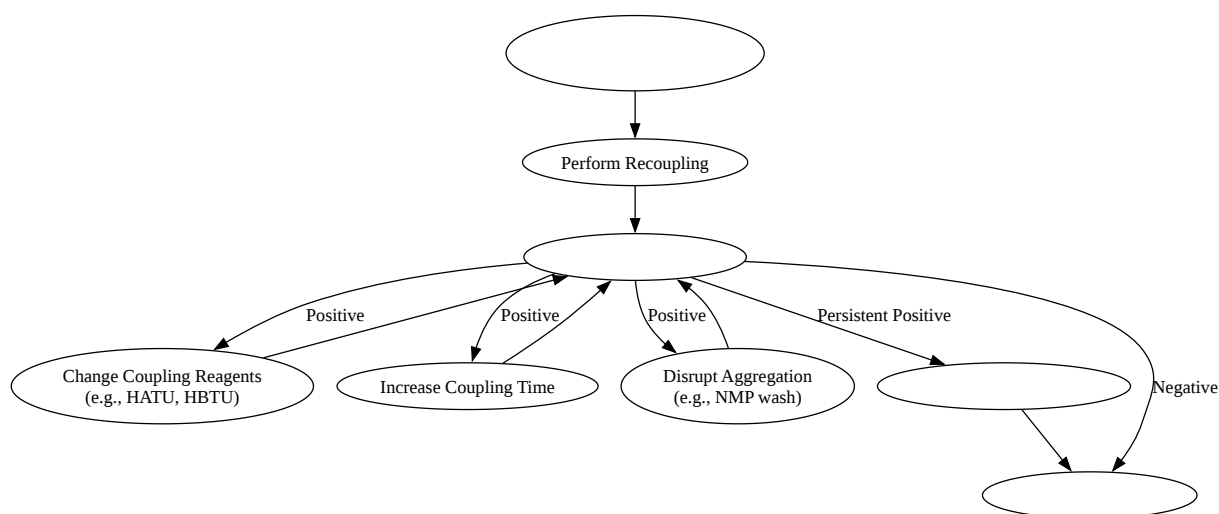 Perform Recoupling
Positive
Positive
Positive
Persistent Positive
Change Coupling Reagents
(e.g., HATU, HBTU)
Increase Coupling Time
Disrupt Aggregation
(e.g., NMP wash)
Negative